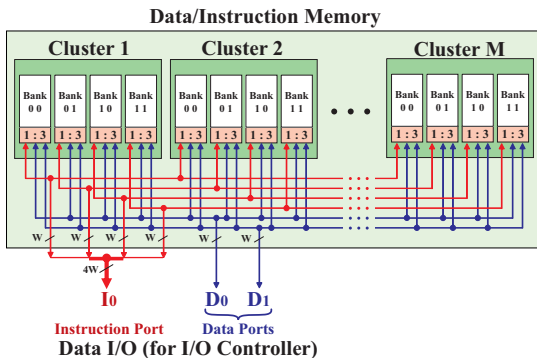 Data/Instruction Memory
Cluster 1 Cluster 2 Cluster M
Bank 0 0 Bank 0 1 Bank 1 0 Bank 1 1 Bank 0 0 Bank 0 1 Bank 1 0 Bank 1 1 Bank 0 0 Bank 0 1 Bank 1 0 Bank 1 1
1 : 3 1 : 3 1 : 3 1 : 3 1 : 3 1 : 3 1 : 3 1 : 3 1 : 3 1 : 3 1 : 3 1 : 3
W W W W W W
4W
I0 D0 D1
Instruction Port Data Ports
Data I/O (for I/O Controller)